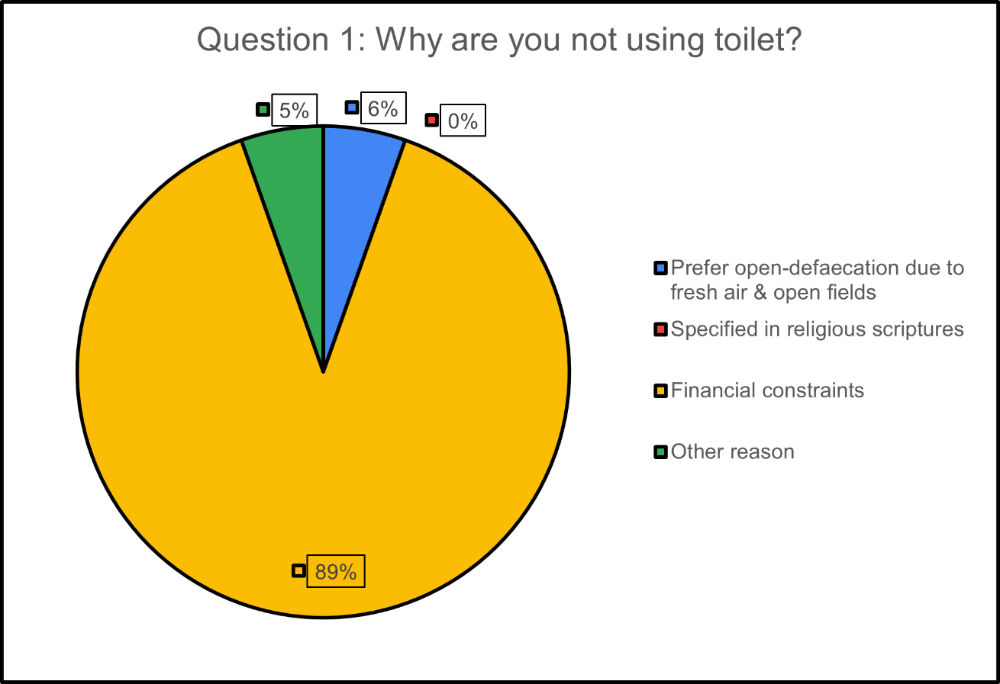 Question 1: Why are you not using toilet?
5%
6%
0%
89%
Prefer open-defaecation due to
fresh air & open fields
Specified in religious scriptures
Financial constraints
Other reason